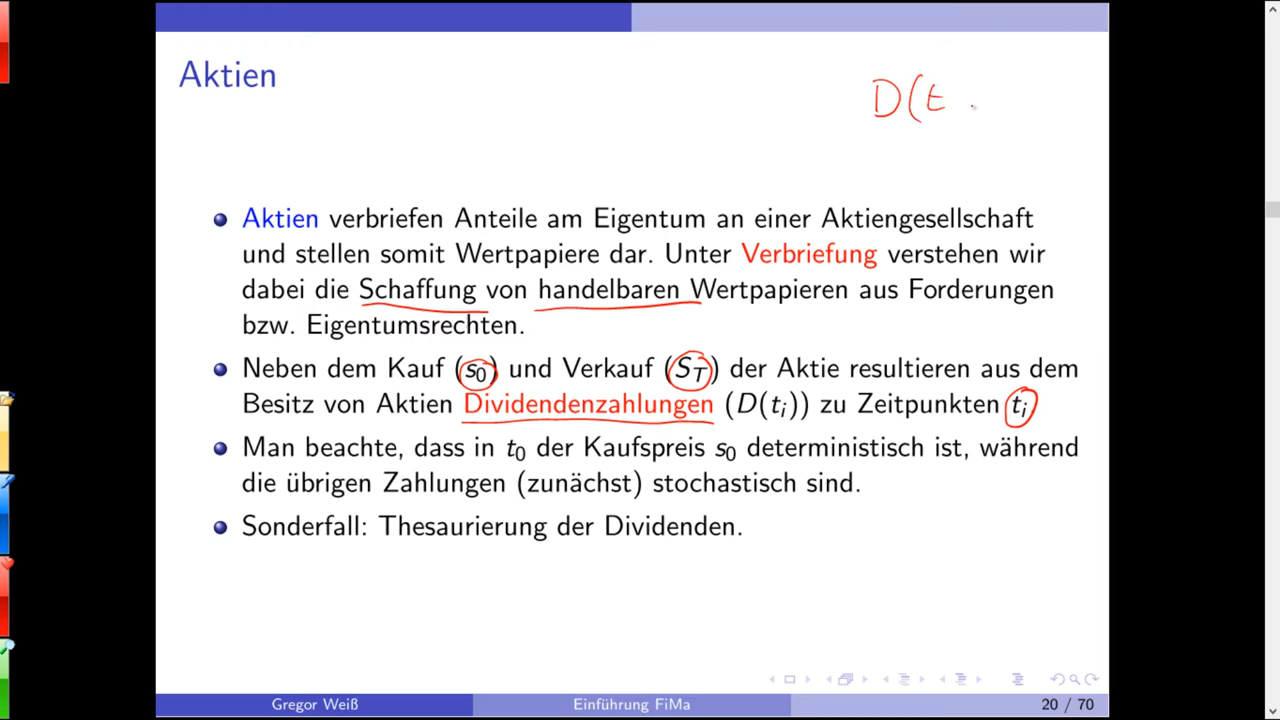 Aktien
D(t
Aktien verbriefen Anteile am Eigentum an einer Aktiengesellschaft
und stellen somit Wertpapiere dar. Unter Verbriefung verstehen wir
dabei die Schaffung von handelbaren Wertpapieren aus Forderungen
bzw. Eigentumsrechten.
Neben dem Kauf (s₀) und Verkauf (S_T) der Aktie resultieren aus dem
Besitz von Aktien Dividendenzahlungen (D(tᵢ)) zu Zeitpunkten tᵢ
Man beachte, dass in t₀ der Kaufspreis s₀ deterministisch ist, während
die übrigen Zahlungen (zunächst) stochastisch sind.
Sonderfall: Thesaurierung der Dividenden.
Gregor Weiß Einführung FiMa 20 / 70